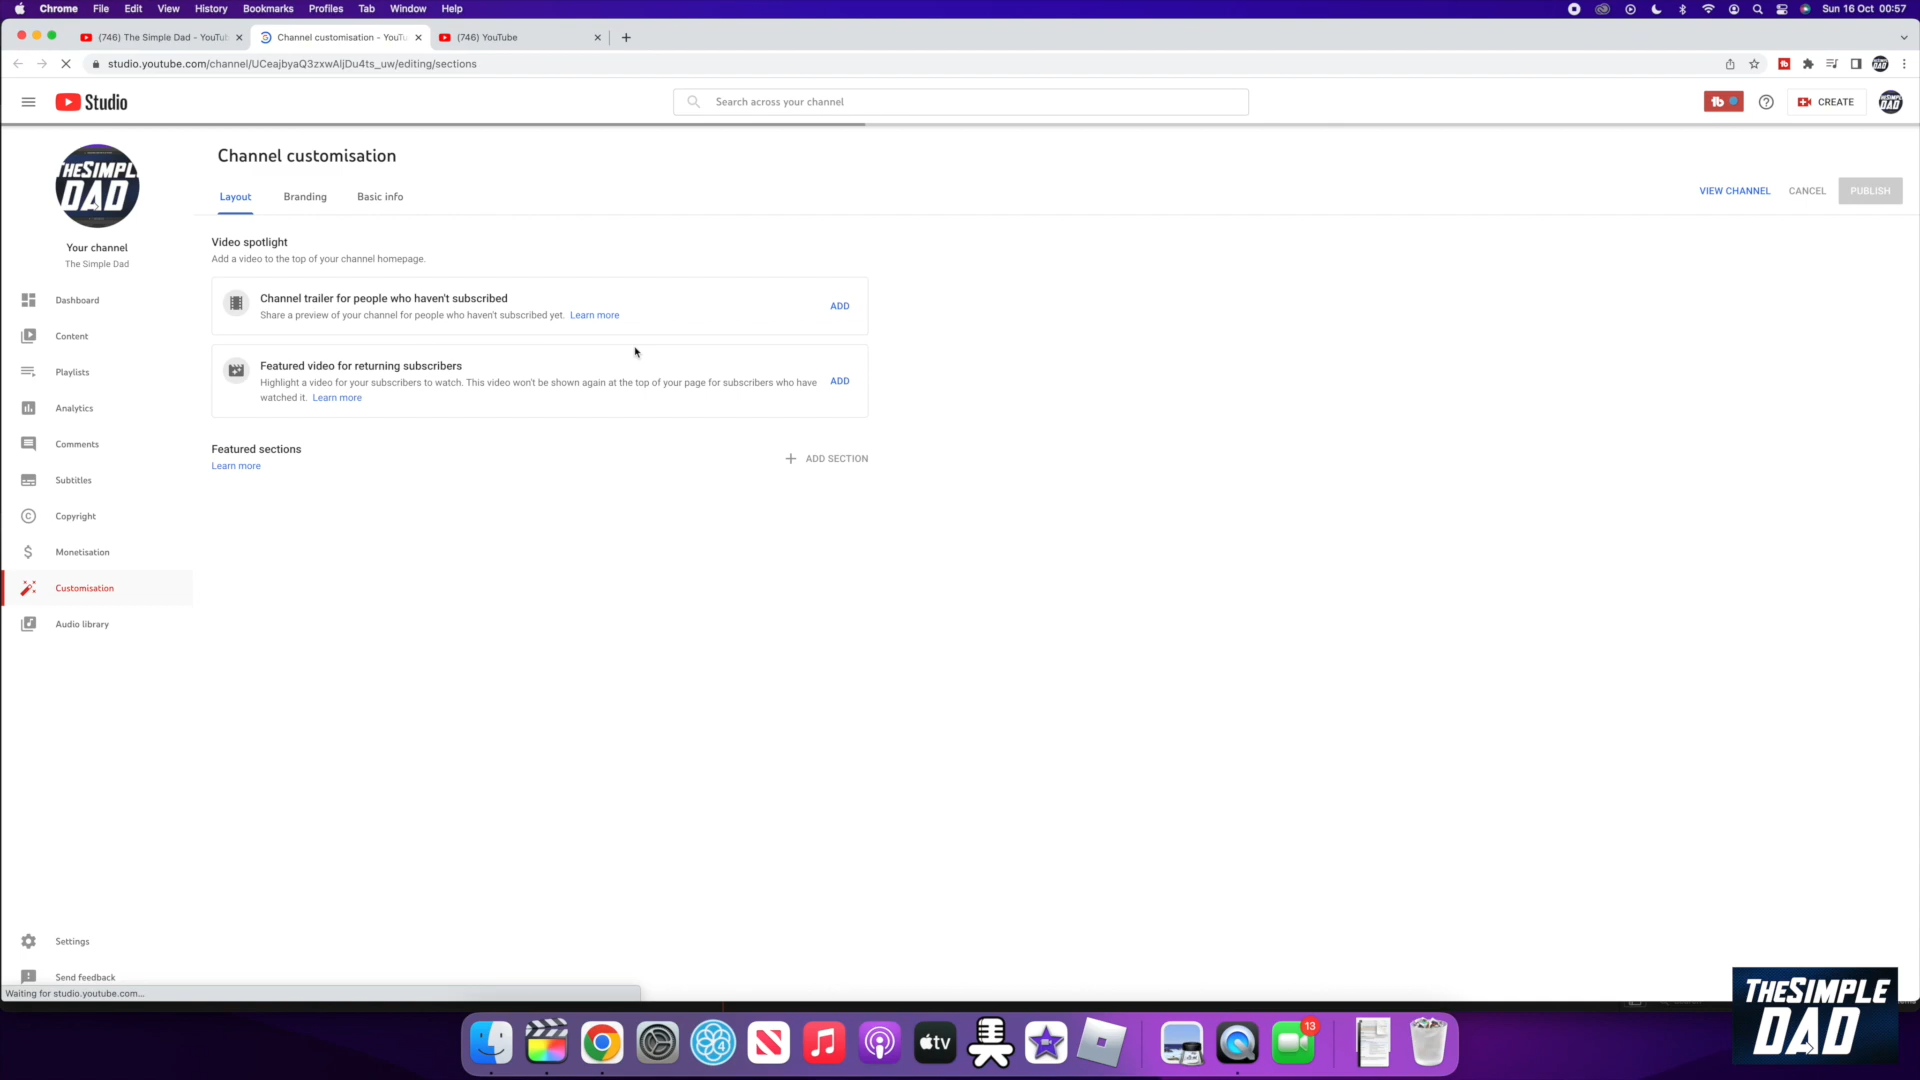 Chrome File Edit View History Bookmarks Profiles Tab Window Help Sun 16 Oct 00:57
(746) The Simple Dad - YouTub Channel customisation - YouTu (746) YouTube
studio.youtube.com/channel/UCeajbyaQ3zxwAljDu4ts_uw/editing/sections
Studio Search across your channel tb CREATE
THESIMPL
DAD
Your channel
The Simple Dad
Dashboard
Content
Playlists
Analytics
Comments
Subtitles
Copyright
Monetisation
Customisation
Audio library
Settings
Send feedback
Channel customisation
Layout Branding Basic info
VIEW CHANNEL CANCEL PUBLISH
Video spotlight
Add a video to the top of your channel homepage.
Channel trailer for people who haven't subscribed
Share a preview of your channel for people who haven't subscribed yet. Learn more
ADD
Featured video for returning subscribers
Highlight a video for your subscribers to watch. This video won't be shown again at the top of your page for subscribers who have
watched it. Learn more
ADD
Featured sections
Learn more
ADD SECTION
Waiting for studio.youtube.com...
tv
13
THESIMPLE
DAD